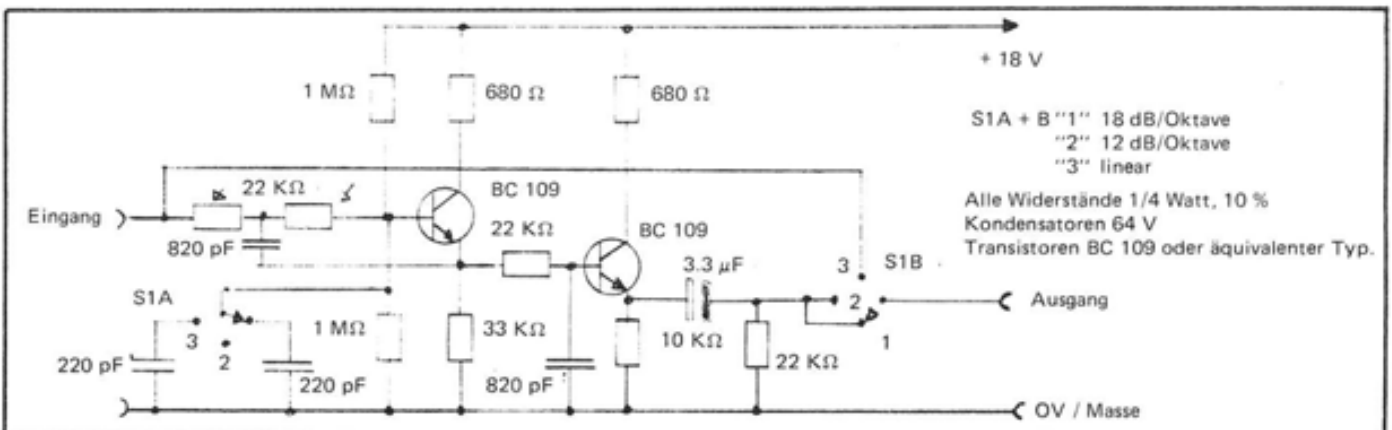 + 18 V
1 MΩ
680 Ω
680 Ω
S1A + B "1" 18 dB/Oktave
"2" 12 dB/Oktave
"3" linear
22 KΩ
BC 109
Alle Widerstände 1/4 Watt, 10 %
Eingang
22 KΩ
BC 109
Kondensatoren 64 V
820 pF
Transistoren BC 109 oder äquivalenter Typ.
3.3 µF
3
S1B
S1A
2
Ausgang
3
1 MΩ
33 KΩ
10 KΩ
1
2
22 KΩ
220 pF
220 pF
820 pF
OV / Masse